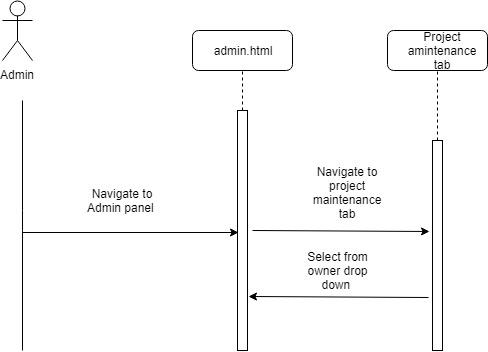 Admin
admin.html
Project
amintenance
tab
Navigate to
Admin panel
Navigate to
project
maintenance
tab
Select from
owner drop
down